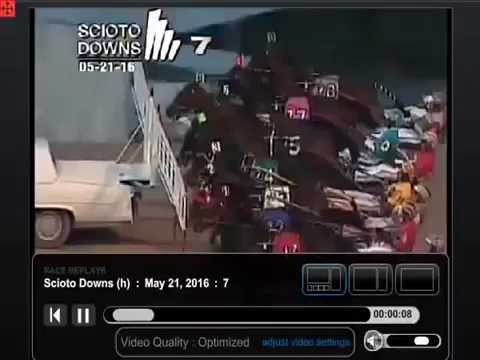 SCIOTO
DOWNS 7
05-21-16
5
RACE REPLAYS
Scioto Downs (h) : May 21, 2016 : 7
00:00:08
Video Quality : Optimized adjust video settings